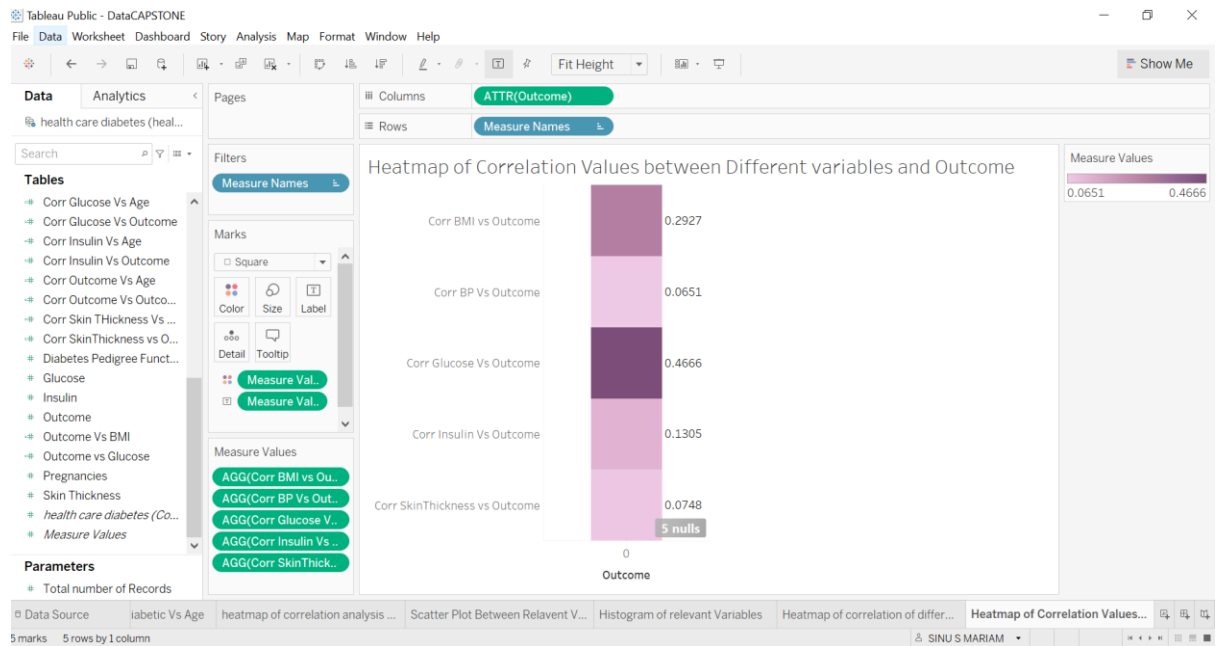 Tableau Public - DataCAPSTONE
File Data Worksheet Dashboard Story Analysis Map Format Window Help
Fit Height
Show Me
Data Analytics
health care diabetes (heal...
Search
Tables
Corr Glucose Vs Age
Corr Glucose Vs Outcome
Corr Insulin Vs Age
Corr Insulin Vs Outcome
Corr Outcome Vs Age
Corr Outcome Vs Outco...
Corr Skin THickness Vs ...
Corr SkinThickness vs O...
Diabetes Pedigree Funct...
Glucose
Insulin
Outcome
Outcome Vs BMI
Outcome vs Glucose
Pregnancies
Skin Thickness
health care diabetes (Co...
Measure Values
Parameters
Total number of Records
Pages
Filters
Measure Names
Marks
Square
Color Size Label
Detail Tooltip
Measure Val..
Measure Val..
Measure Values
AGG(Corr BMI vs Ou..
AGG(Corr BP Vs Out..
AGG(Corr Glucose V..
AGG(Corr Insulin Vs ..
AGG(Corr SkinThick..
Columns ATTR(Outcome)
Rows Measure Names
Heatmap of Correlation Values between Different variables and Outcome
Corr BMI vs Outcome 0.2927
Corr BP Vs Outcome 0.0651
Corr Glucose Vs Outcome 0.4666
Corr Insulin Vs Outcome 0.1305
Corr SkinThickness vs Outcome 0.0748
5 nulls
0
Outcome
Measure Values
0.0651 0.4666
Data Source iabetic Vs Age heatmap of correlation analysis ... Scatter Plot Between Relavent V... Histogram of relevant Variables Heatmap of correlation of differ... Heatmap of Correlation Values...
5 marks 5 rows by 1 column SINU S MARIAM